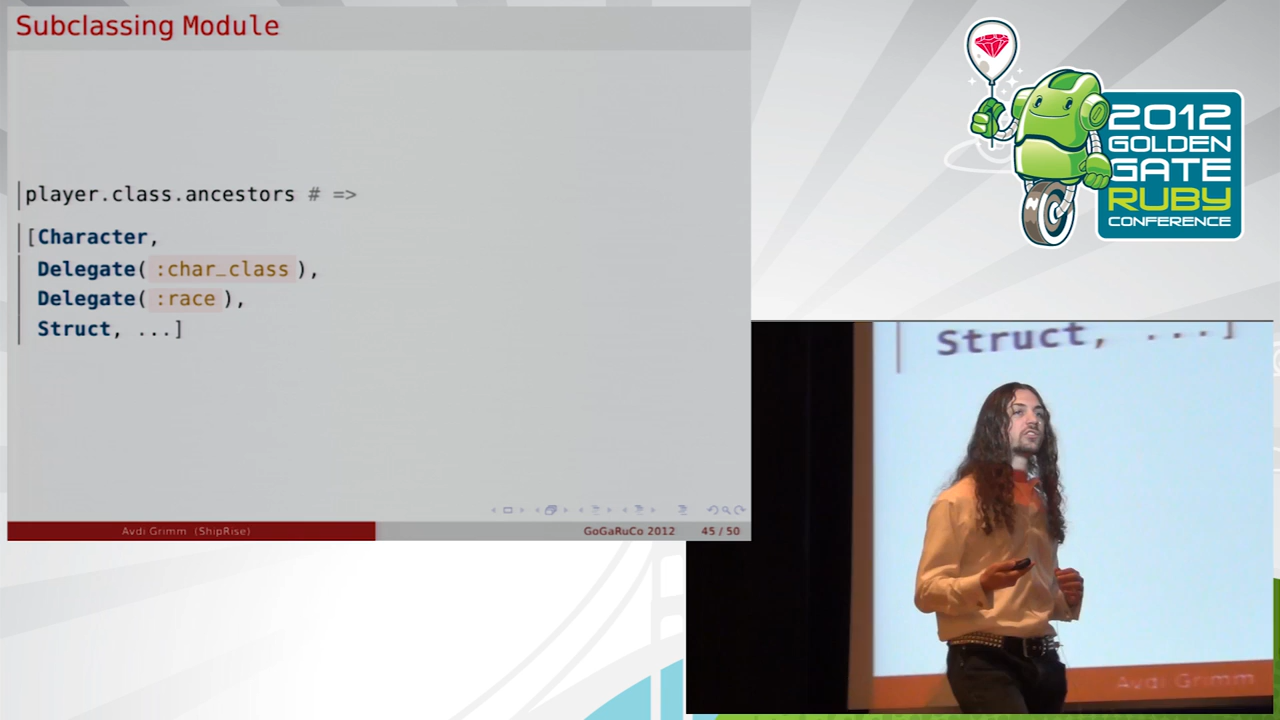 Subclassing Module
player.class.ancestors # =>
[Character,
Delegate( :char_class ),
Delegate( :race ),
Struct, ...]
Avdi Grimm (ShipRise)
GoGaRuCo 2012
45 / 50
2012
GOLDEN
GATE
RUBY
CONFERENCE
Struct, ...]
Avdi Grimm